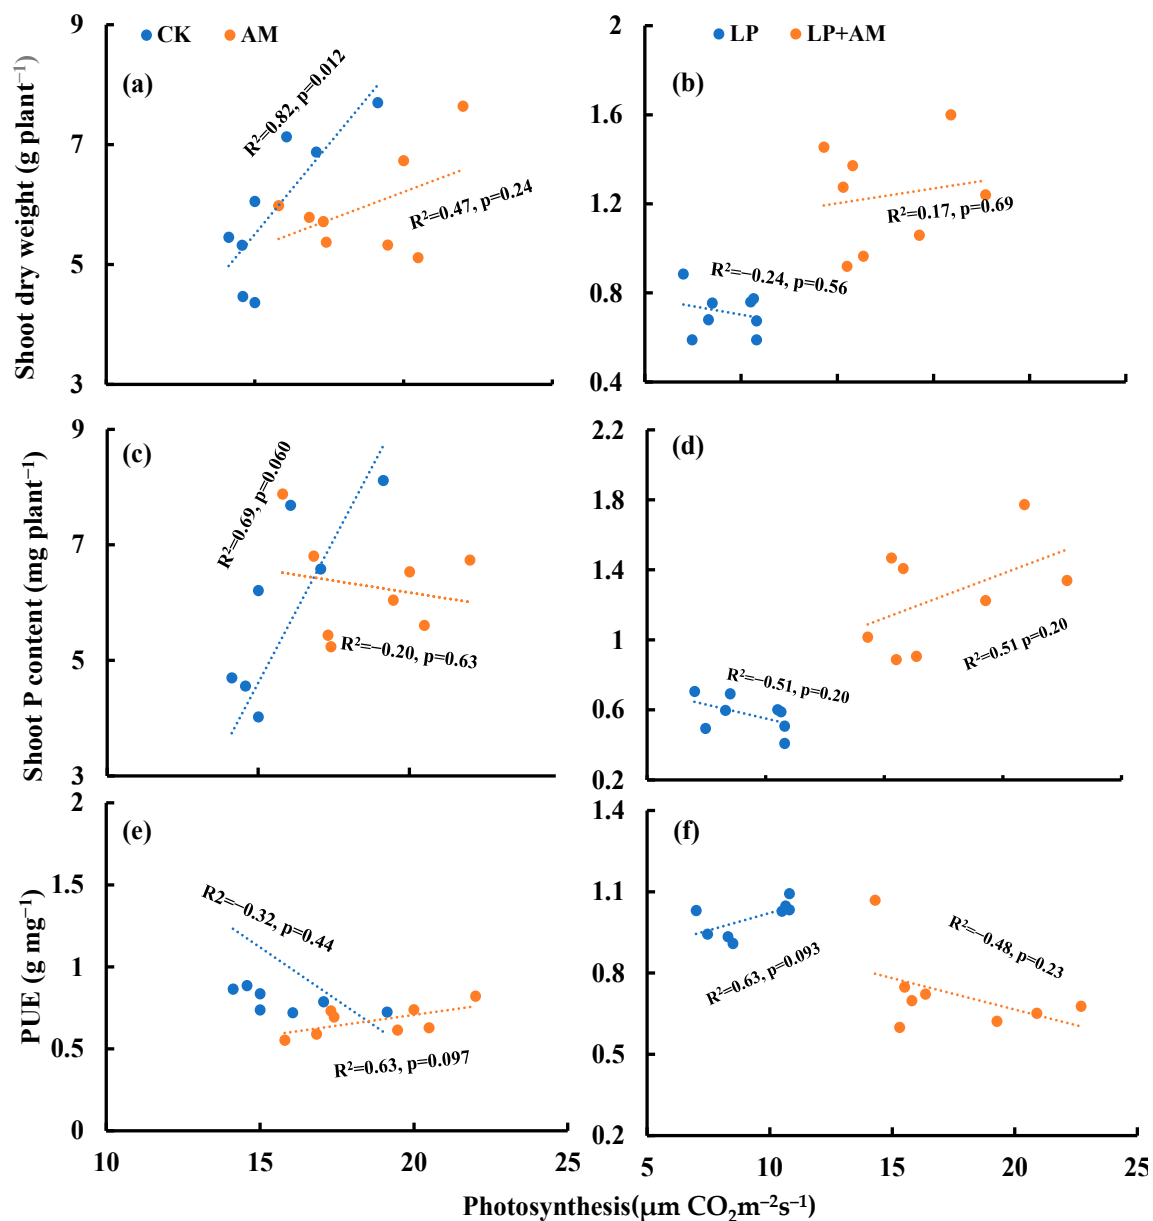 CK AM
LP LP+AM
Shoot dry weight (g plant⁻¹)
9
7
5
3
(a)
R²=0.82, p=0.012
R²=0.47, p=0.24
2
1.6
1.2
0.8
0.4
(b)
R²=0.17, p=0.69
R²=−0.24, p=0.56
Shoot P content (mg plant⁻¹)
9
7
5
3
(c)
R²=0.69, p=0.060
R²=−0.20, p=0.63
2.2
1.8
1.4
1
0.6
0.2
(d)
R²=0.51 p=0.20
R²=−0.51, p=0.20
PUE (g mg⁻¹)
2
1.5
1
0.5
0
(e)
R2=−0.32, p=0.44
R²=0.63, p=0.097
10 15 20 25
1.4
1.1
0.8
0.5
0.2
(f)
R²=0.63, p=0.093
R²=−0.48, p=0.23
5 10 15 20 25
Photosynthesis(µm CO₂m⁻²s⁻¹)